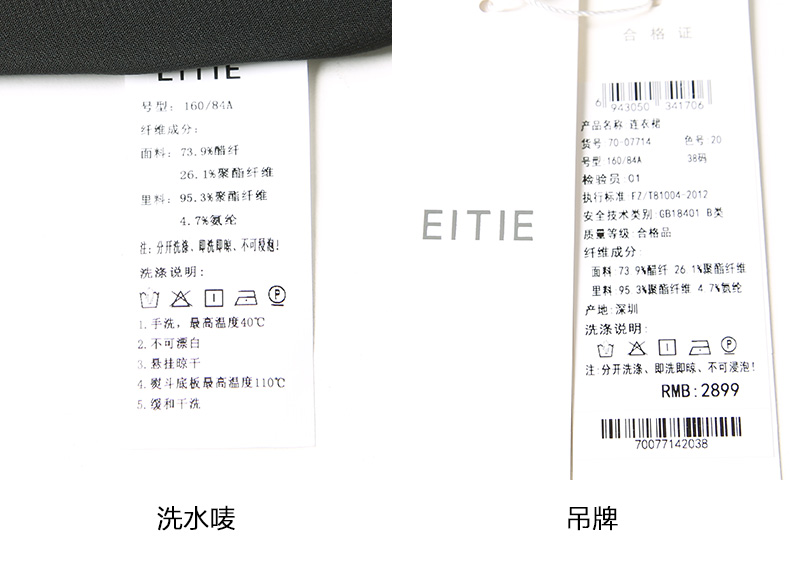 EITIE
号型: 160/84A
纤维成分:
面料: 73.9%醋纤
26.1%聚酯纤维
里料: 95.3%聚酯纤维
4.7%氨纶
注: 分开洗涤、即洗即晾、不可浸泡!
洗涤说明:
1.手洗，最高温度40℃
2.不可漂白
3.悬挂晾干
4.熨斗底板最高温度110℃
5.缓和干洗
洗水唛
EITIE
合格证
6 943050 341706
产品名称 连衣裙
货号:70-07714 色号:20
号型 160/84A 38码
检验员:01
执行标准 FZ/T81004-2012
安全技术类别:GB18401 B类
质量等级:合格品
纤维成分:
面料 73.9%醋纤 26.1%聚酯纤维
里料 95.3%聚酯纤维 4.7%氨纶
产地:深圳
洗涤说明:
注:分开洗涤、即洗即晾、不可浸泡!
RMB:2899
70077142038
吊牌